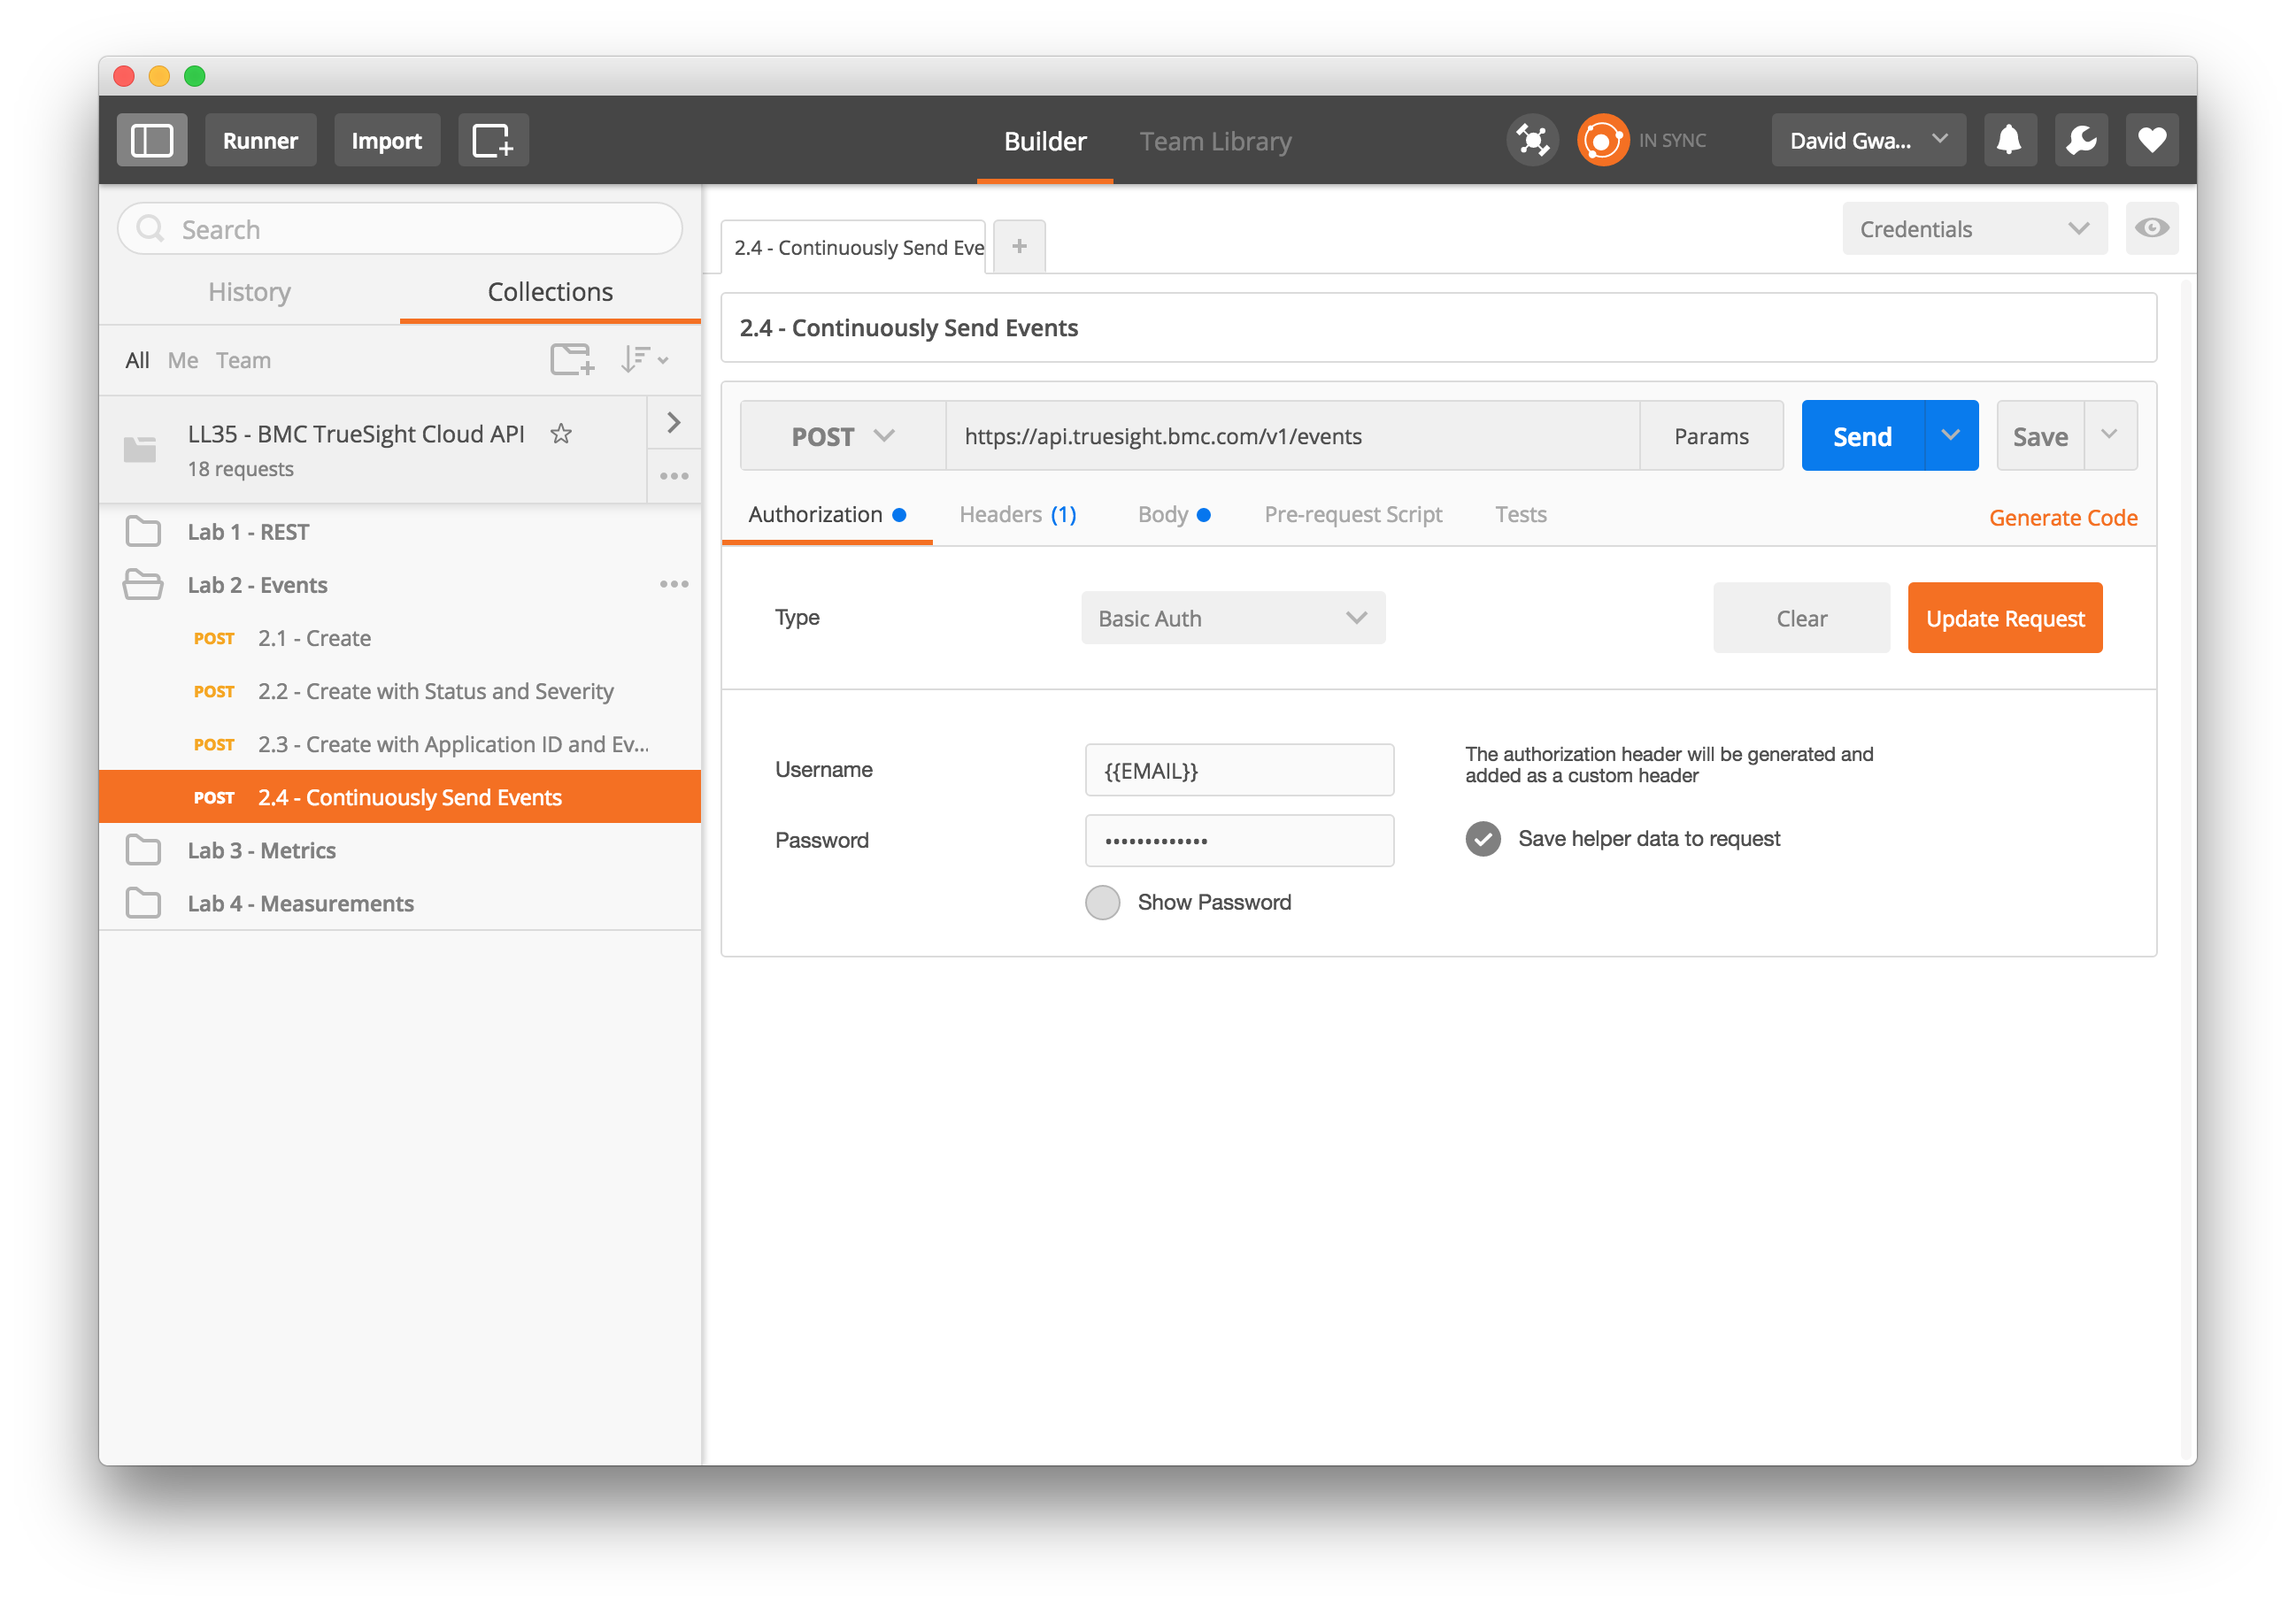 Runner
Import
Builder
Team Library
IN SYNC
David Gwa...
Search
History
Collections
All Me Team
LL35 - BMC TrueSight Cloud API
18 requests
Lab 1 - REST
Lab 2 - Events
POST 2.1 - Create
POST 2.2 - Create with Status and Severity
POST 2.3 - Create with Application ID and Ev...
POST 2.4 - Continuously Send Events
Lab 3 - Metrics
Lab 4 - Measurements
2.4 - Continuously Send Eve
+
Credentials
2.4 - Continuously Send Events
POST
https://api.truesight.bmc.com/v1/events
Params
Send
Save
Authorization
Headers (1)
Body
Pre-request Script
Tests
Generate Code
Type
Basic Auth
Clear
Update Request
Username
{{EMAIL}}
The authorization header will be generated and
added as a custom header
Password
•••••••••••••
Save helper data to request
Show Password